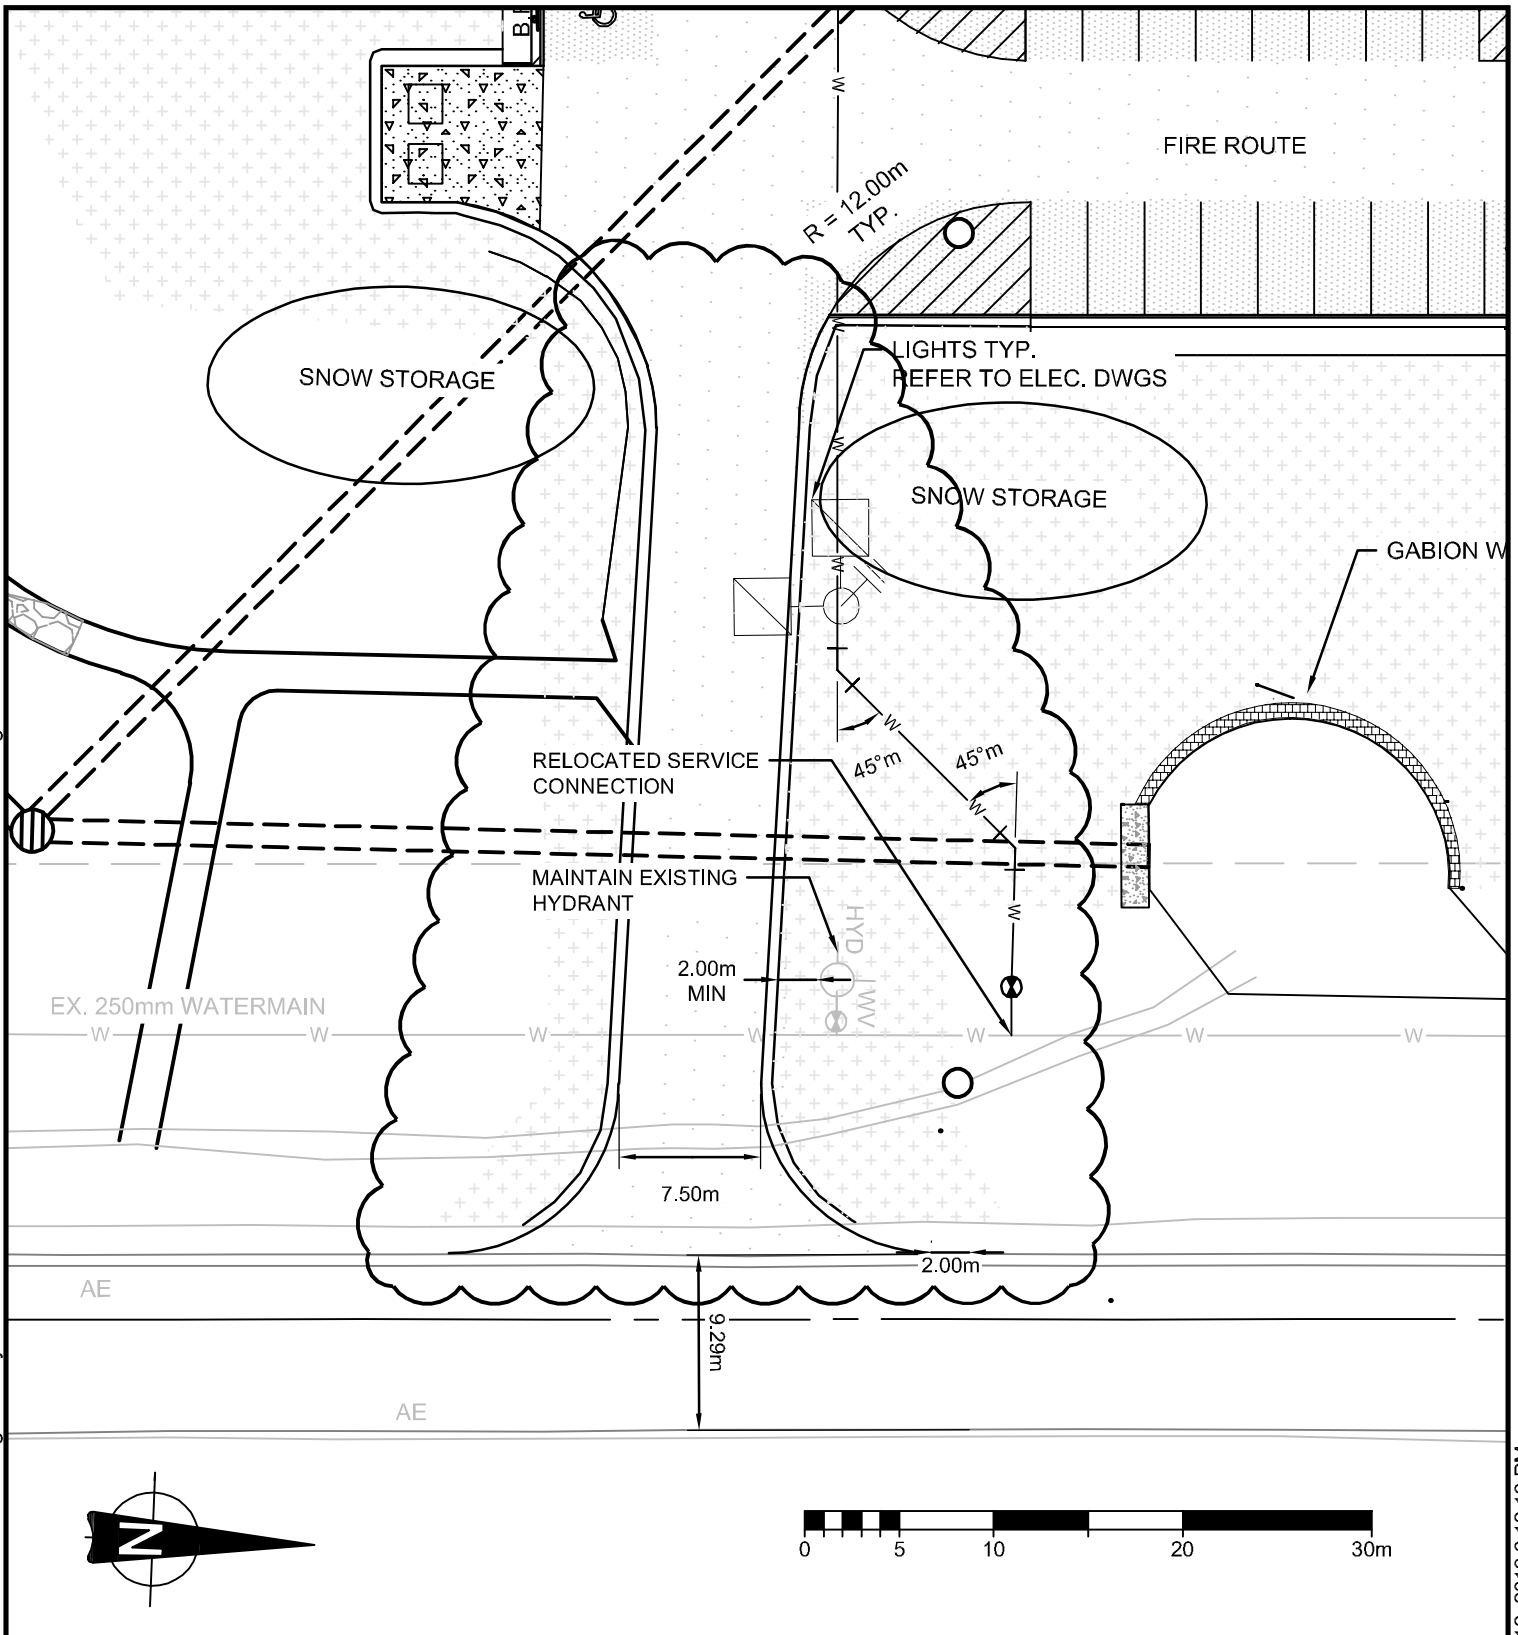 FIRE ROUTE
R = 12.00m
TYP.
W
LIGHTS TYP.
REFER TO ELEC. DWGS
SNOW STORAGE
W
SNOW STORAGE
GABION W
W
W
45°m
45°m
W
RELOCATED SERVICE
CONNECTION
MAINTAIN EXISTING
HYDRANT
W
HYD
WV
2.00m
MIN
EX. 250mm WATERMAIN
W W W W W W W
7.50m
2.00m
AE
9.29m
AE
N
0 5 10 20 30m